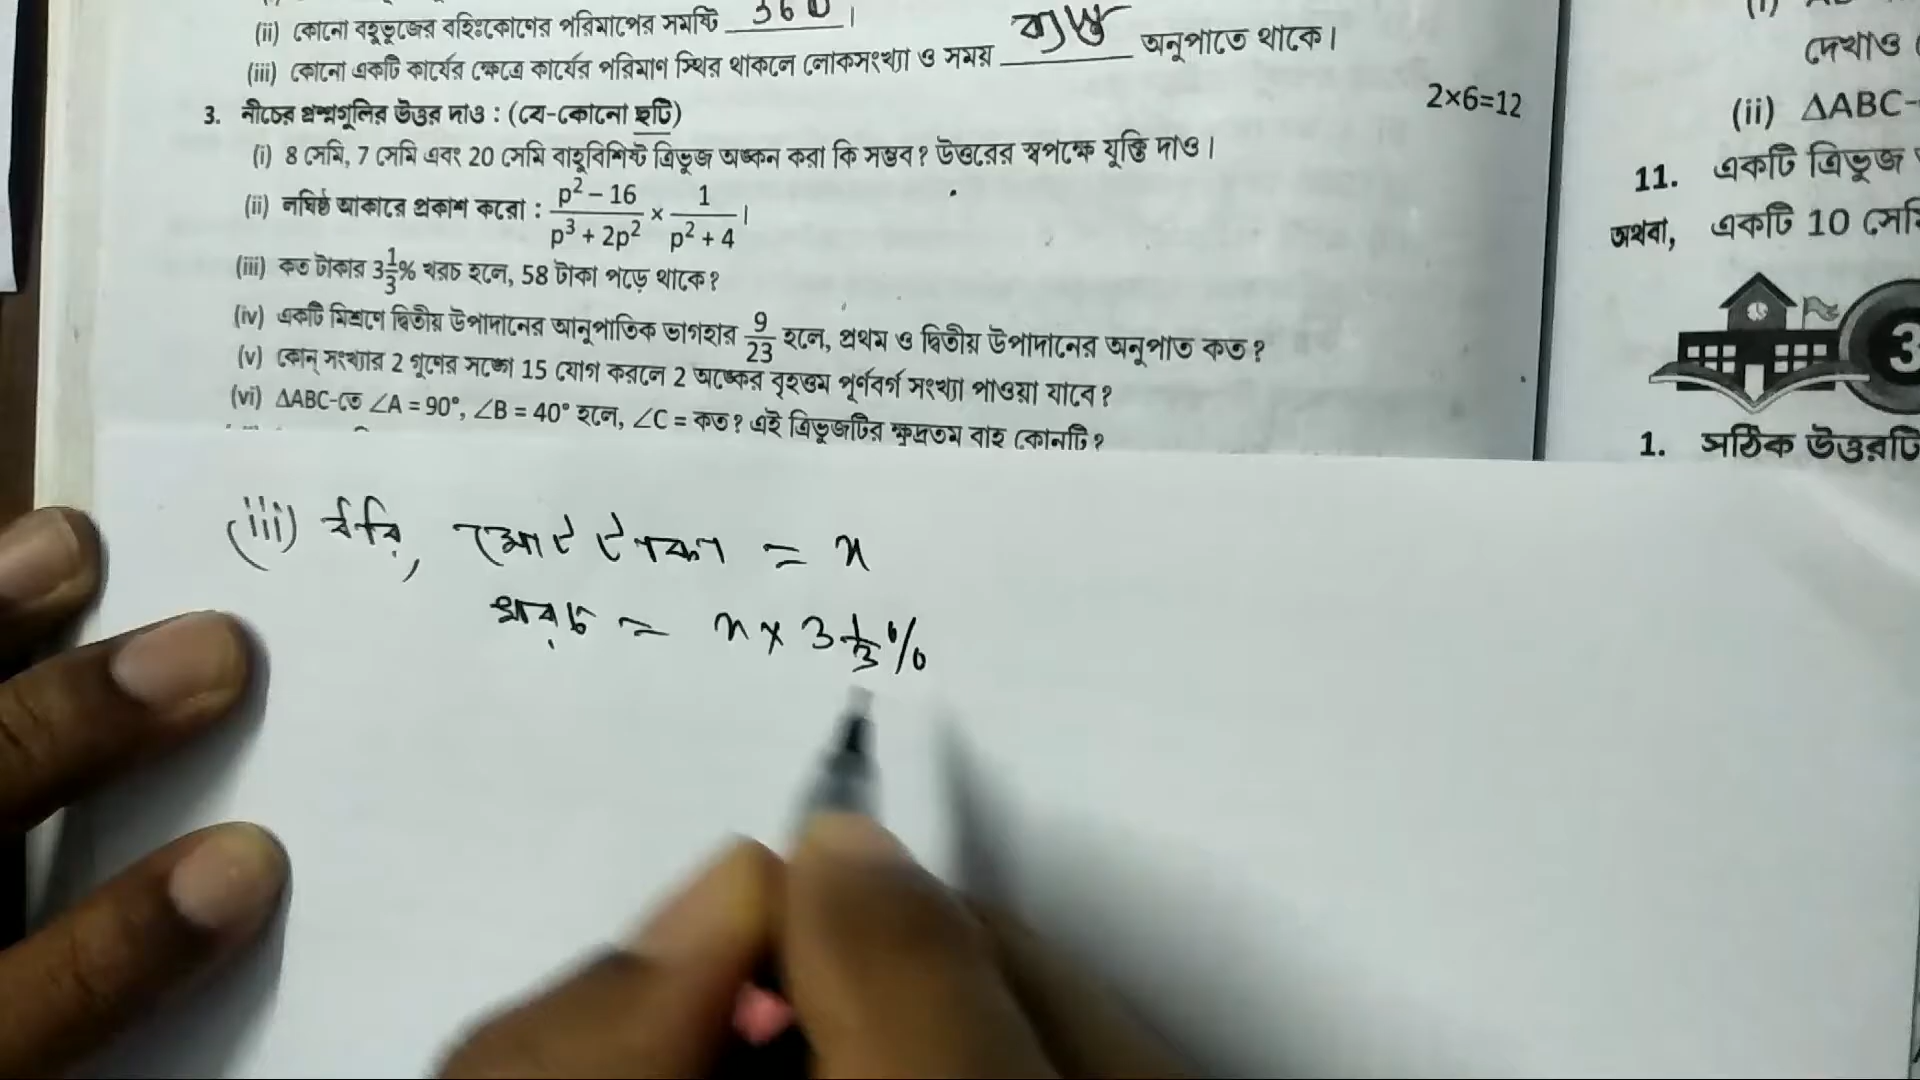 (ii) কোনো বহুভুজের বহিঃকোণের পরিমাপের সমষ্টি 360 ।
(iii) কোনো একটি কার্যের ক্ষেত্রে কার্যের পরিমাণ স্থির থাকলে লোকসংখ্যা ও সময় ব্যস্ত অনুপাতে থাকে।
3. নীচের প্রশ্নগুলির উত্তর দাও : (যে-কোনো ছটি) 2×6=12
(i) 8 সেমি, 7 সেমি এবং 20 সেমি বাহুবিশিষ্ট ত্রিভুজ অঙ্কন করা কি সম্ভব? উত্তরের স্বপক্ষে যুক্তি দাও।
(ii) লঘিষ্ঠ আকারে প্রকাশ করো : (p² – 16)/(p³ + 2p²) × 1/(p² + 4)।
(iii) কত টাকার 3 1/3% খরচ হলে, 58 টাকা পড়ে থাকে?
(iv) একটি মিশ্রণে দ্বিতীয় উপাদানের আনুপাতিক ভাগহার 9/23 হলে, প্রথম ও দ্বিতীয় উপাদানের অনুপাত কত?
(v) কোন্ সংখ্যার 2 গুণের সঙ্গে 15 যোগ করলে 2 অঙ্কের বৃহত্তম পূর্ণবর্গ সংখ্যা পাওয়া যাবে?
(vi) ΔABC-তে ∠A = 90°, ∠B = 40° হলে, ∠C = কত? এই ত্রিভুজটির ক্ষুদ্রতম বাহু কোনটি?
(iii) ধরি, মোট টাকা = x
খরচ = x × 3 1/3 %
দেখাও
(ii) ΔABC-
11. একটি ত্রিভুজ
অথবা, একটি 10 সেমি
3
1. সঠিক উত্তরটি